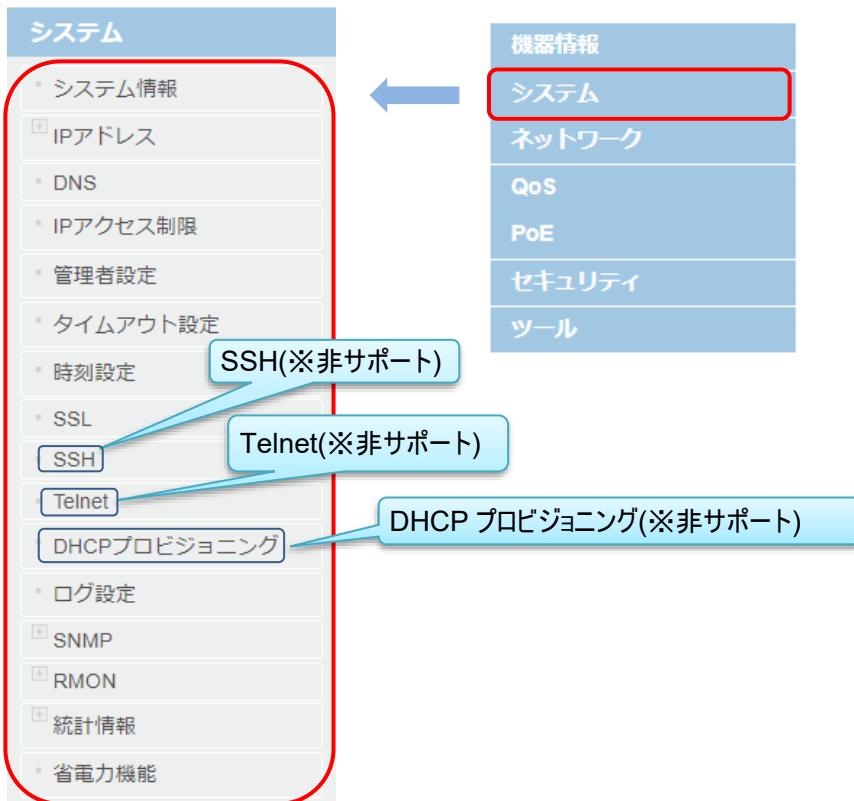 システム
システム情報
IPアドレス
DNS
IPアクセス制限
管理者設定
タイムアウト設定
時刻設定
SSL
SSH
Telnet
DHCPプロビジョニング
ログ設定
SNMP
RMON
統計情報
省電力機能
機器情報
システム
ネットワーク
QoS
PoE
セキュリティ
ツール
SSH(※非サポート)
Telnet(※非サポート)
DHCP プロビジョニング(※非サポート)